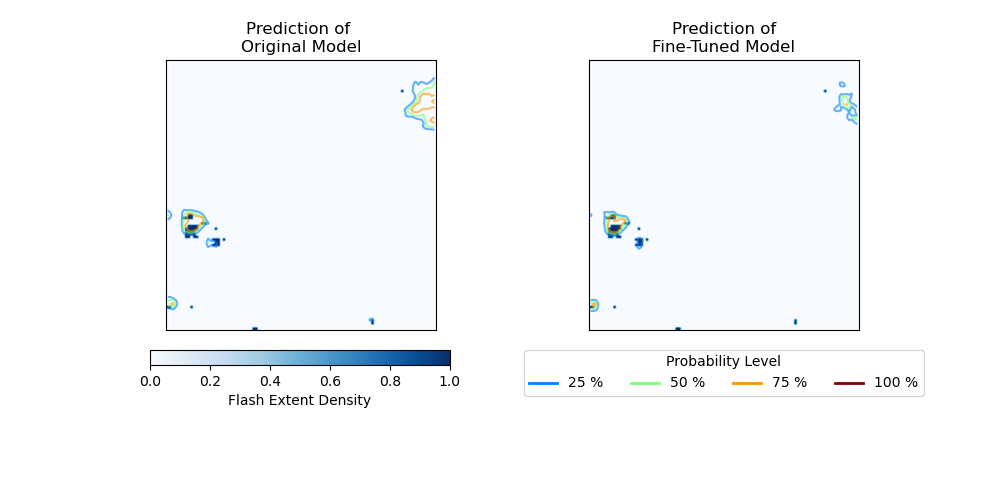 Prediction of
Original Model
Prediction of
Fine-Tuned Model
0.0 0.2 0.4 0.6 0.8 1.0
Flash Extent Density
Probability Level
25 % 50 % 75 % 100 %